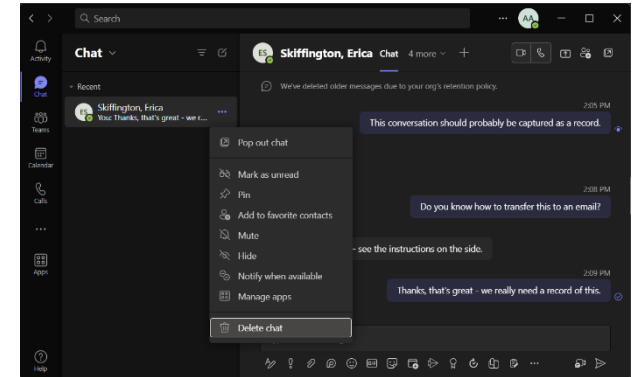 Search
AA
Activity
Chat
Teams
Calendar
Calls
Apps
Help
Chat
Recent
ES
Skiffington, Erica
You: Thanks, that's great - we r...
Pop out chat
Mark as unread
Pin
Add to favorite contacts
Mute
Hide
Notify when available
Manage apps
Delete chat
ES Skiffington, Erica Chat 4 more
We've deleted older messages due to your org's retention policy.
2:05 PM
This conversation should probably be captured as a record.
2:08 PM
Do you know how to transfer this to an email?
- see the instructions on the side.
2:09 PM
Thanks, that's great - we really need a record of this.